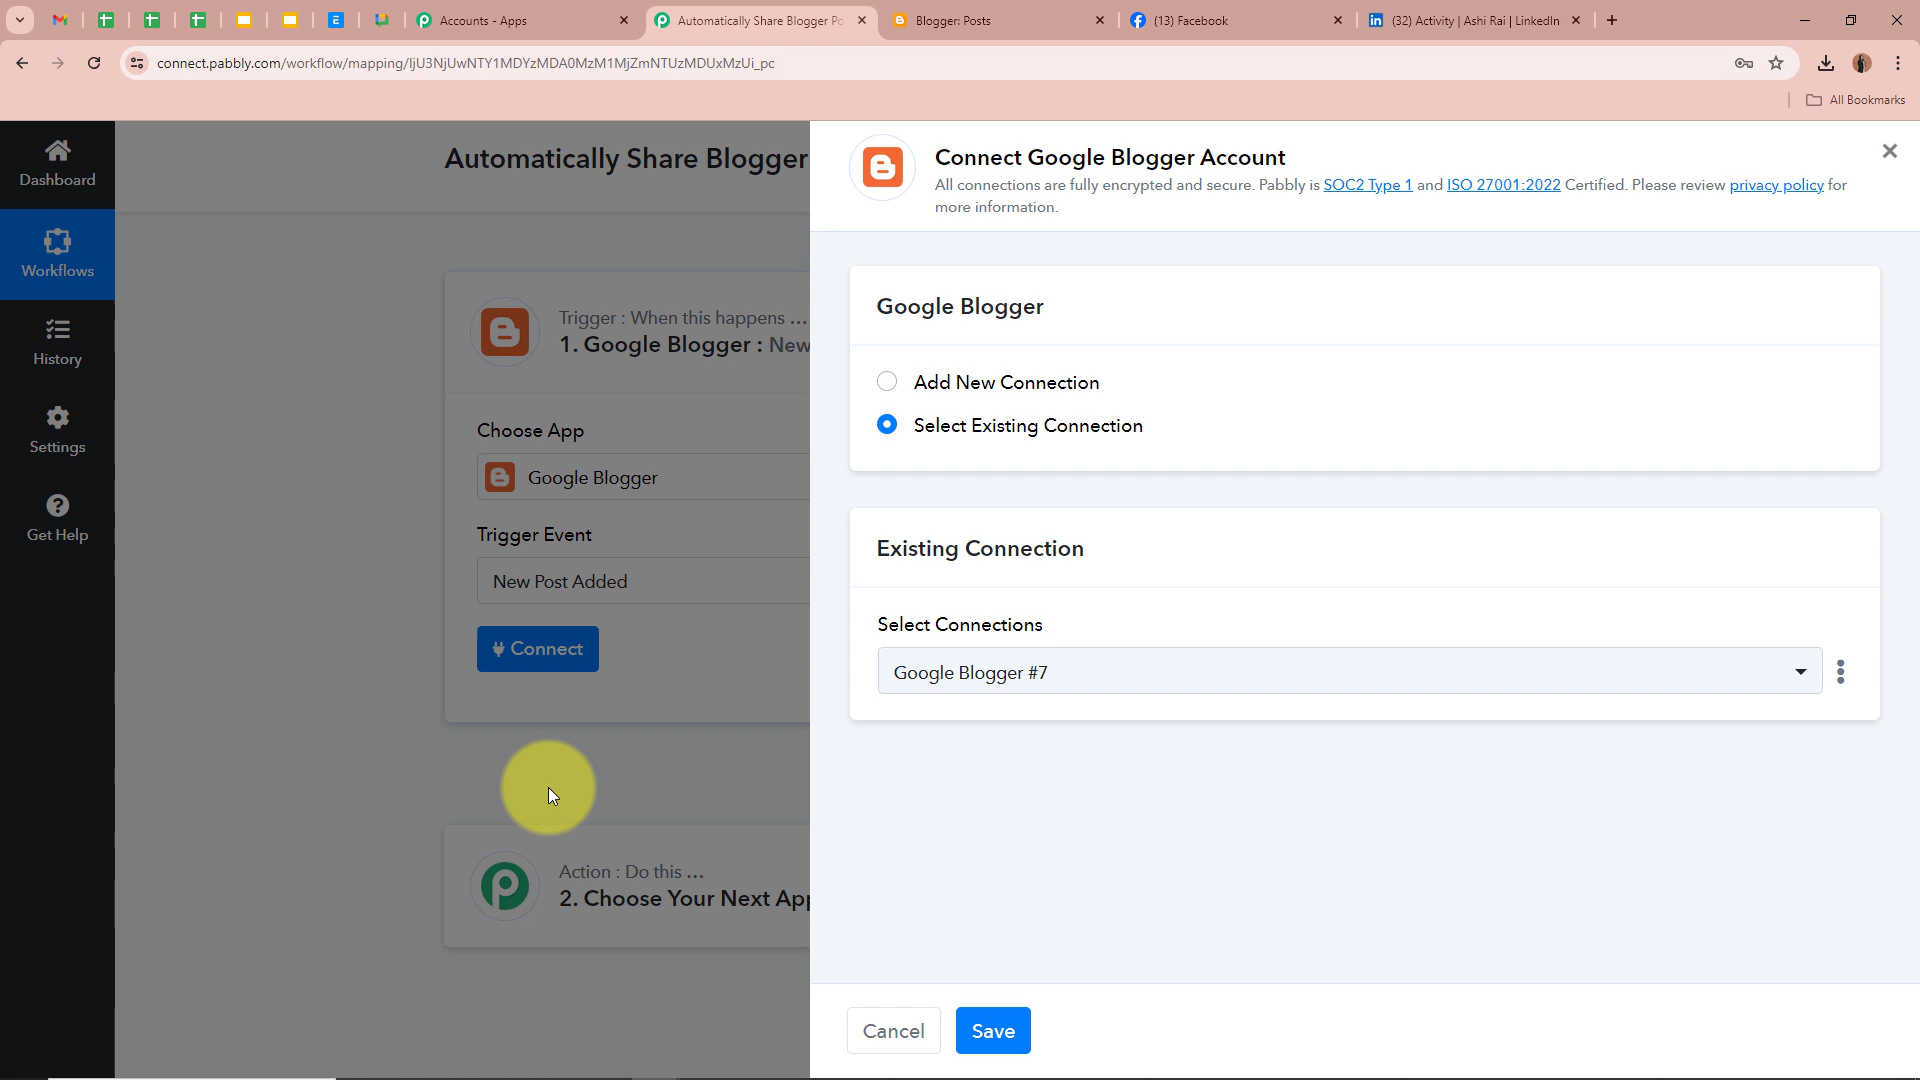 Accounts - Apps
Automatically Share Blogger Po
Blogger: Posts
(13) Facebook
(32) Activity | Ashi Rai | LinkedIn
connect.pabbly.com/workflow/mapping/IjU3NjUwNTY1MDYzMDA0MzM1MjZmNTUzMDUxMzUi_pc
All Bookmarks
Dashboard
Workflows
History
Settings
Get Help
Automatically Share Blogger
Trigger : When this happens ...
1. Google Blogger : New
Choose App
Google Blogger
Trigger Event
New Post Added
Connect
Action : Do this ...
2. Choose Your Next App
Connect Google Blogger Account
All connections are fully encrypted and secure. Pabbly is SOC2 Type 1 and ISO 27001:2022 Certified. Please review privacy policy for
more information.
Google Blogger
Add New Connection
Select Existing Connection
Existing Connection
Select Connections
Google Blogger #7
Cancel
Save